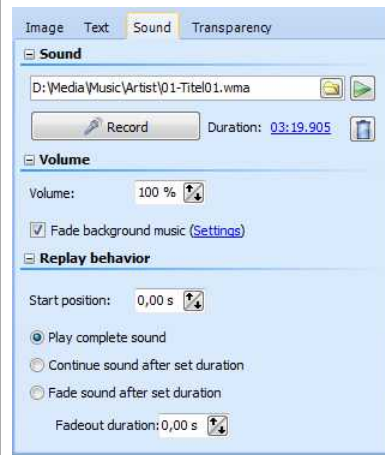 Image Text Sound Transparency
Sound
D:\Media\Music\Artist\01-Titel01.wma
Record Duration: 03:19.905
Volume
Volume: 100 %
Fade background music (Settings)
Replay behavior
Start position: 0,00 s
Play complete sound
Continue sound after set duration
Fade sound after set duration
Fadeout duration: 0,00 s